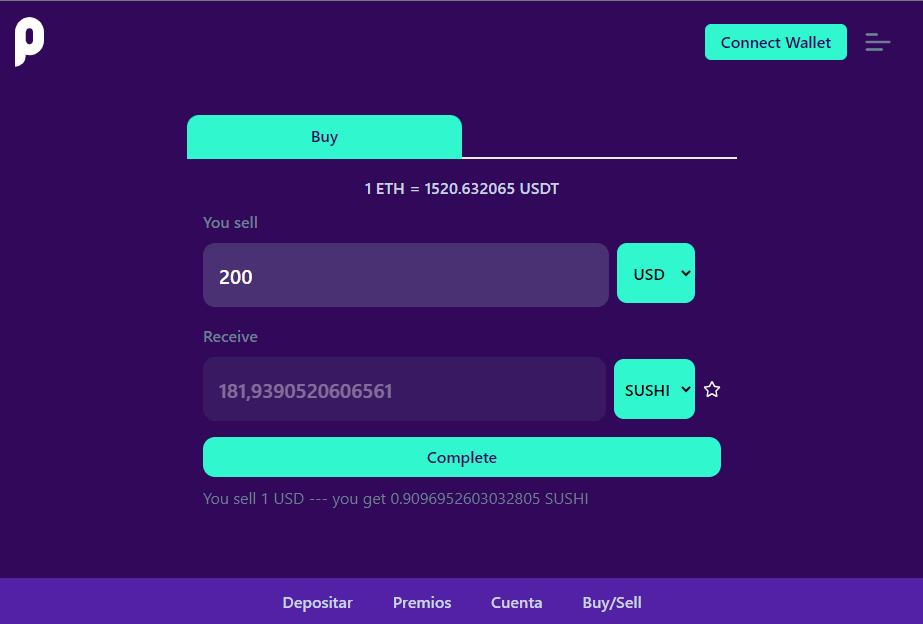 Connect Wallet
Buy
1 ETH = 1520.632065 USDT
You sell
200 USD
Receive
181,9390520606561 SUSHI
Complete
You sell 1 USD --- you get 0.9096952603032805 SUSHI
Depositar Premios Cuenta Buy/Sell